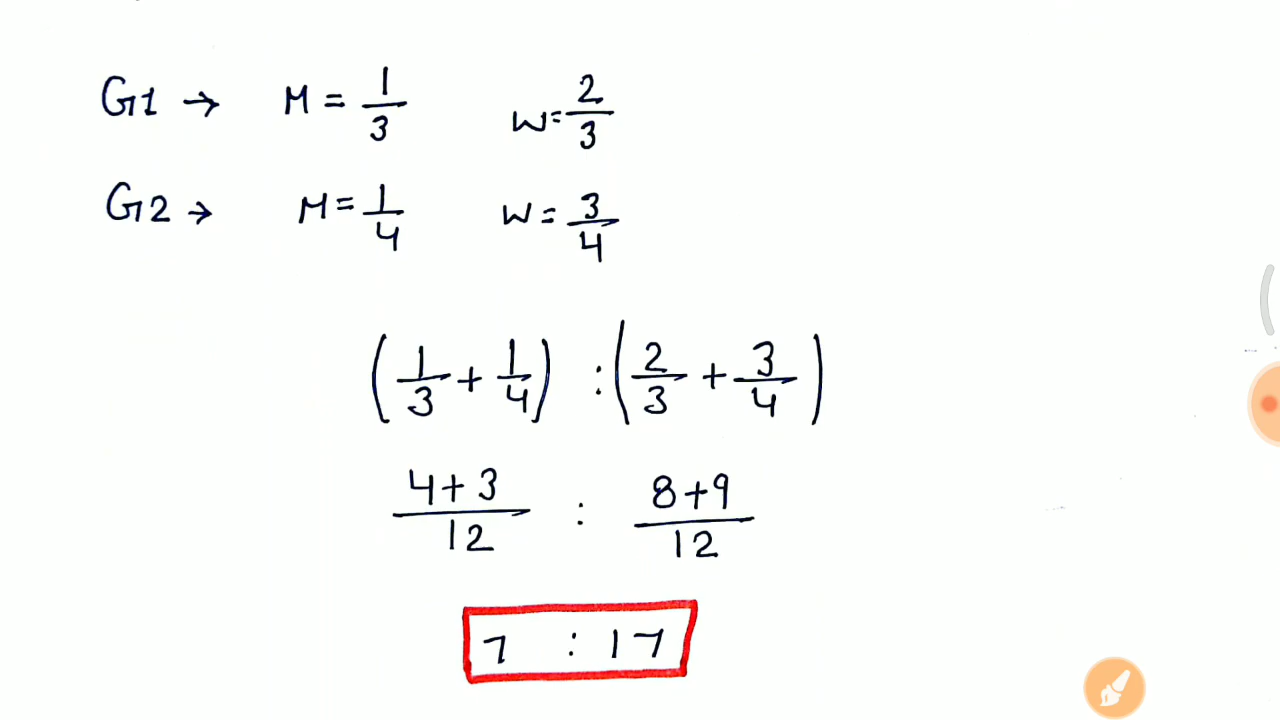 G1 → M = 1/3 W = 2/3
G2 → M = 1/4 W = 3/4
(1/3 + 1/4) : (2/3 + 3/4)
4+3/12 : 8+9/12
7 : 17